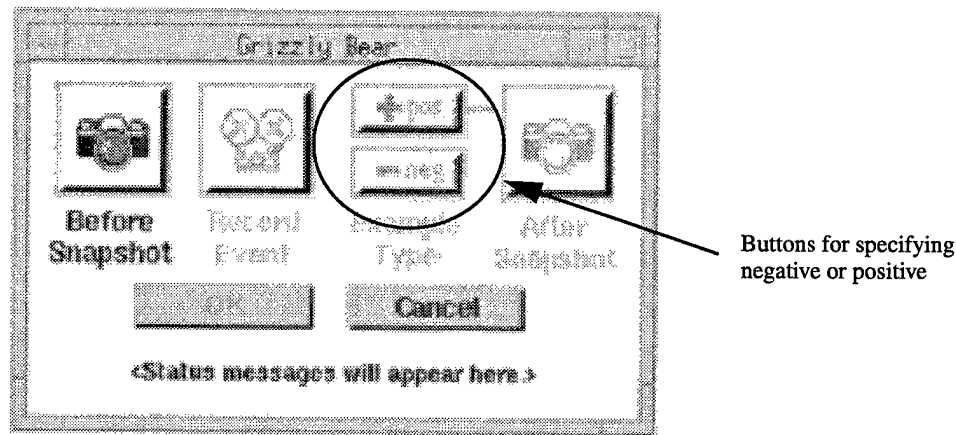 Grizzly Bear
+ pos
- neg
Before
Snapshot
Record
Event
Example
Type
After
Snapshot
OK
Cancel
<Status messages will appear here.>
Buttons for specifying
negative or positive